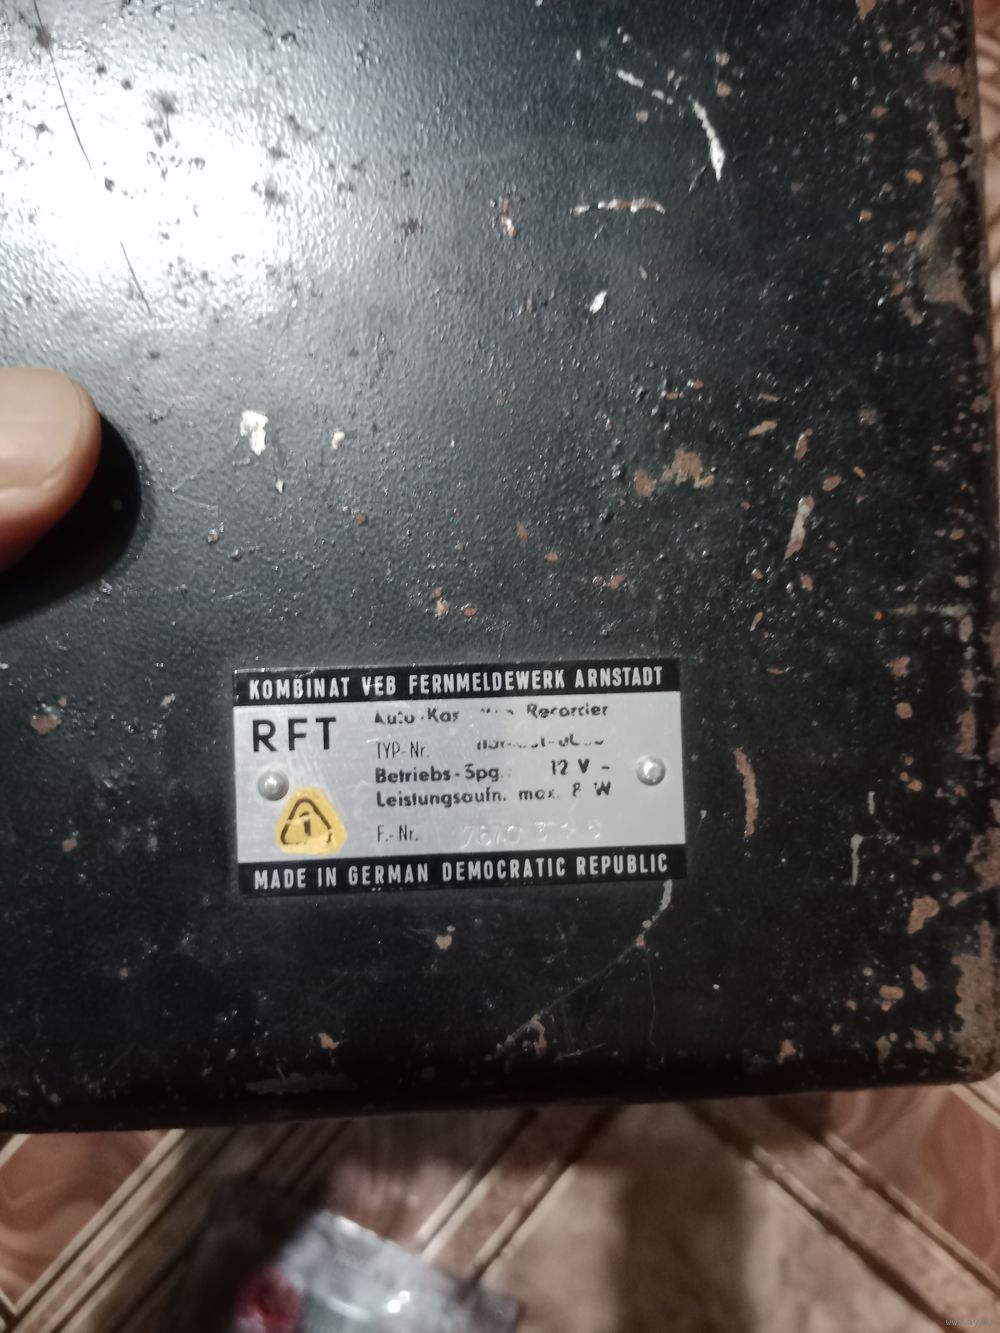 KOMBINAT VEB FERNMELDEWERK ARNSTADT
RFT
Recorder
TYP-Nr.
Betriebs-Spg. 12 V -
Leistungsaufn. max. 8 W
F.-Nr.
MADE IN GERMAN DEMOCRATIC REPUBLIC